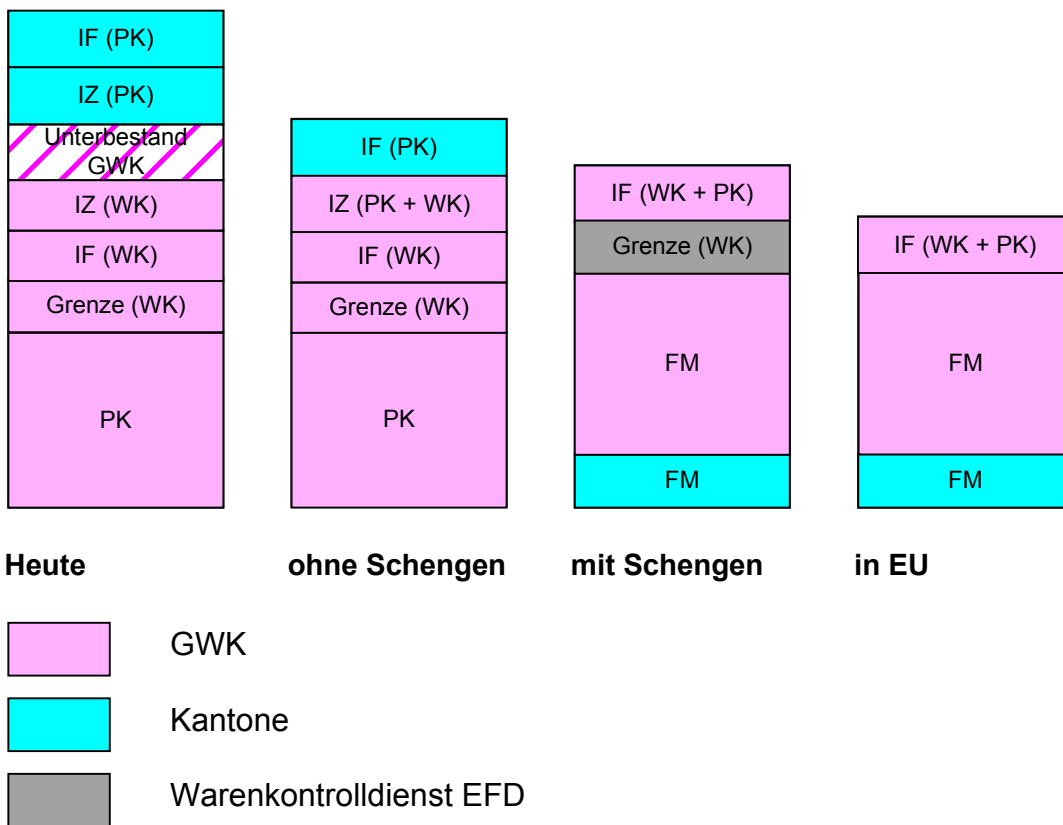 IF (PK)
IZ (PK)
Unterbestand
GWK
IZ (WK)
IF (WK)
Grenze (WK)
PK
IF (PK)
IZ (PK + WK)
IF (WK)
Grenze (WK)
PK
IF (WK + PK)
Grenze (WK)
FM
FM
IF (WK + PK)
FM
FM
Heute
ohne Schengen
mit Schengen
in EU
GWK
Kantone
Warenkontrolldienst EFD